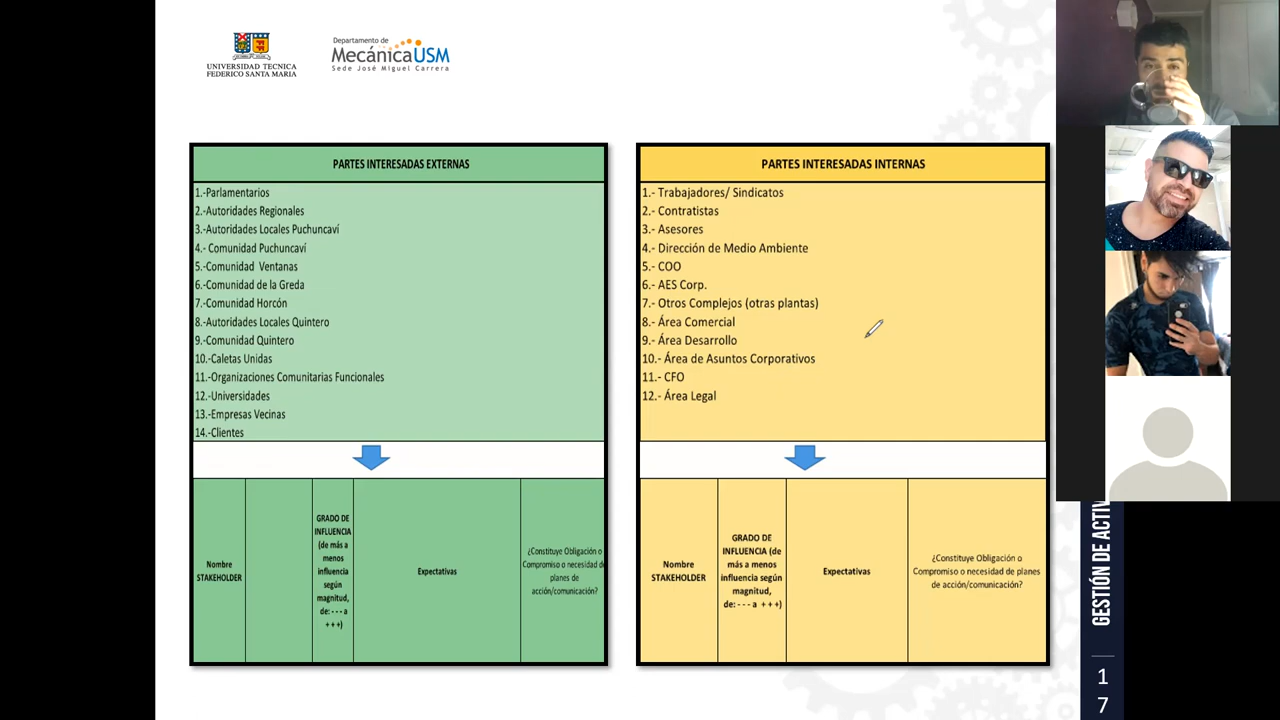 UNIVERSIDAD TECNICA
FEDERICO SANTA MARIA
Departamento de
MecánicaUSM
Sede José Miguel Carrera
PARTES INTERESADAS EXTERNAS
1.-Parlamentarios
2.-Autoridades Regionales
3.-Autoridades Locales Puchuncaví
4.- Comunidad Puchuncaví
5.-Comunidad Ventanas
6.-Comunidad de la Greda
7.-Comunidad Horcón
8.-Autoridades Locales Quintero
9.-Comunidad Quintero
10.-Caletas Unidas
11.-Organizaciones Comunitarias Funcionales
12.-Universidades
13.-Empresas Vecinas
14.-Clientes
Nombre
STAKEHOLDER
GRADO DE
INFLUENCIA
(de más a
menos
influencia
según
magnitud,
de: - - - a
+ + +)
Expectativas
¿Constituye Obligación o
Compromiso o necesidad de
planes de
acción/comunicación?
PARTES INTERESADAS INTERNAS
1.- Trabajadores/ Sindicatos
2.- Contratistas
3.- Asesores
4.- Dirección de Medio Ambiente
5.- COO
6.- AES Corp.
7.- Otros Complejos (otras plantas)
8.- Área Comercial
9.- Área Desarrollo
10.- Área de Asuntos Corporativos
11.- CFO
12.- Área Legal
Nombre
STAKEHOLDER
GRADO DE
INFLUENCIA (de
más a menos
influencia según
magnitud,
de: - - - a + + +)
Expectativas
¿Constituye Obligación o
Compromiso o necesidad de planes
de acción/comunicación?
GESTIÓN DE ACTIV
1
7